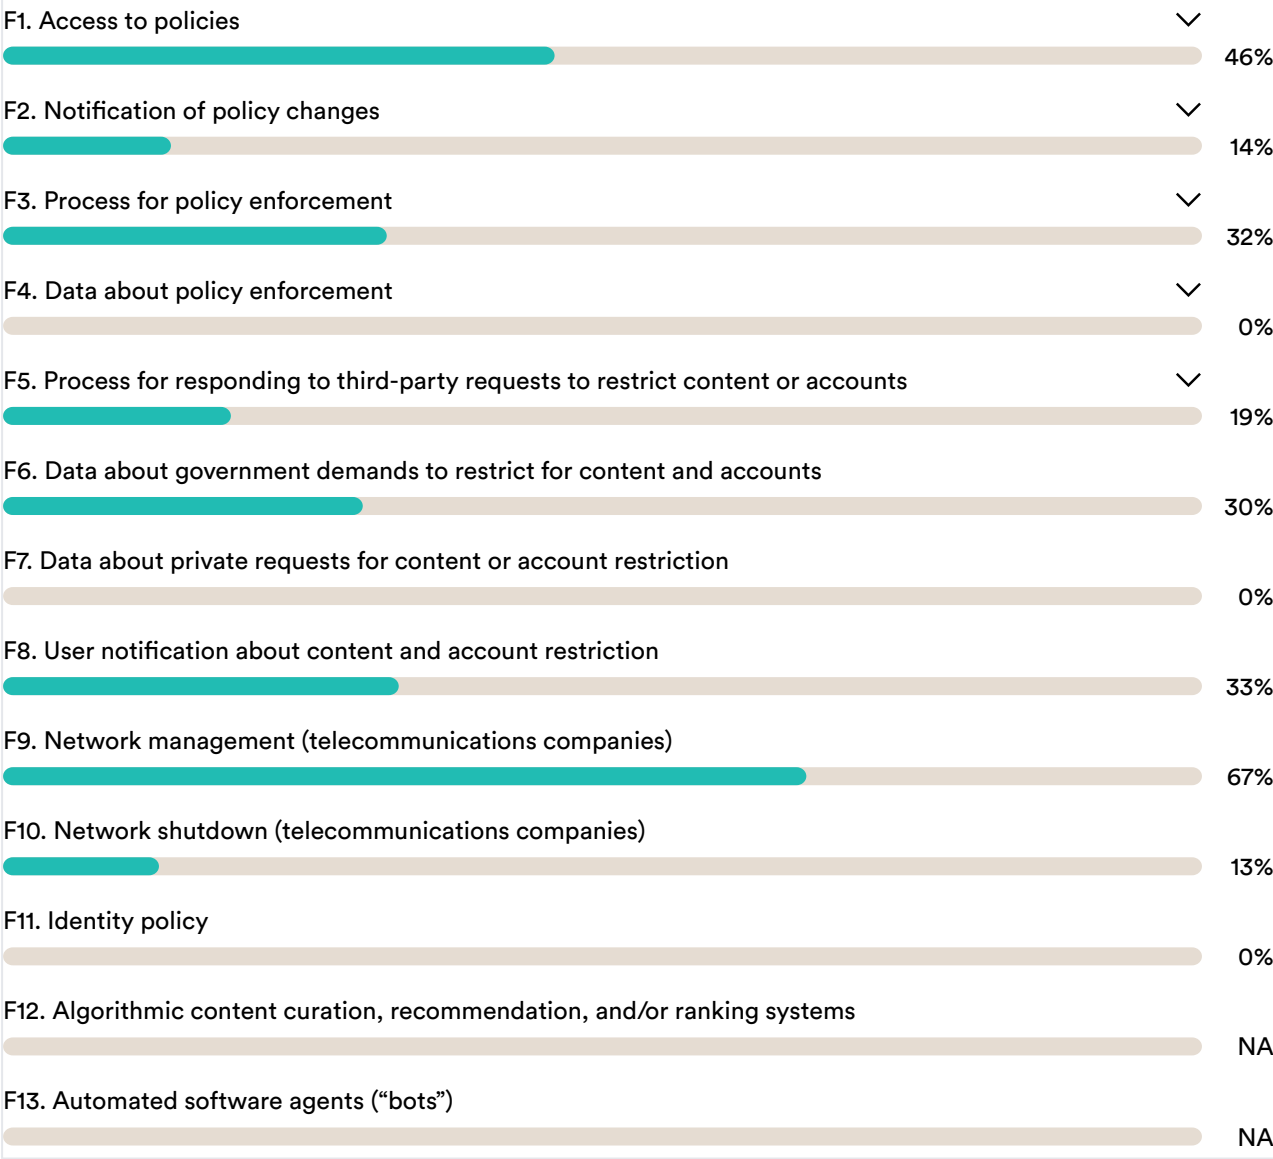 F1. Access to policies
46%
F2. Notification of policy changes
14%
F3. Process for policy enforcement
32%
F4. Data about policy enforcement
0%
F5. Process for responding to third-party requests to restrict content or accounts
19%
F6. Data about government demands to restrict for content and accounts
30%
F7. Data about private requests for content or account restriction
0%
F8. User notification about content and account restriction
33%
F9. Network management (telecommunications companies)
67%
F10. Network shutdown (telecommunications companies)
13%
F11. Identity policy
0%
F12. Algorithmic content curation, recommendation, and/or ranking systems
NA
F13. Automated software agents (“bots”)
NA